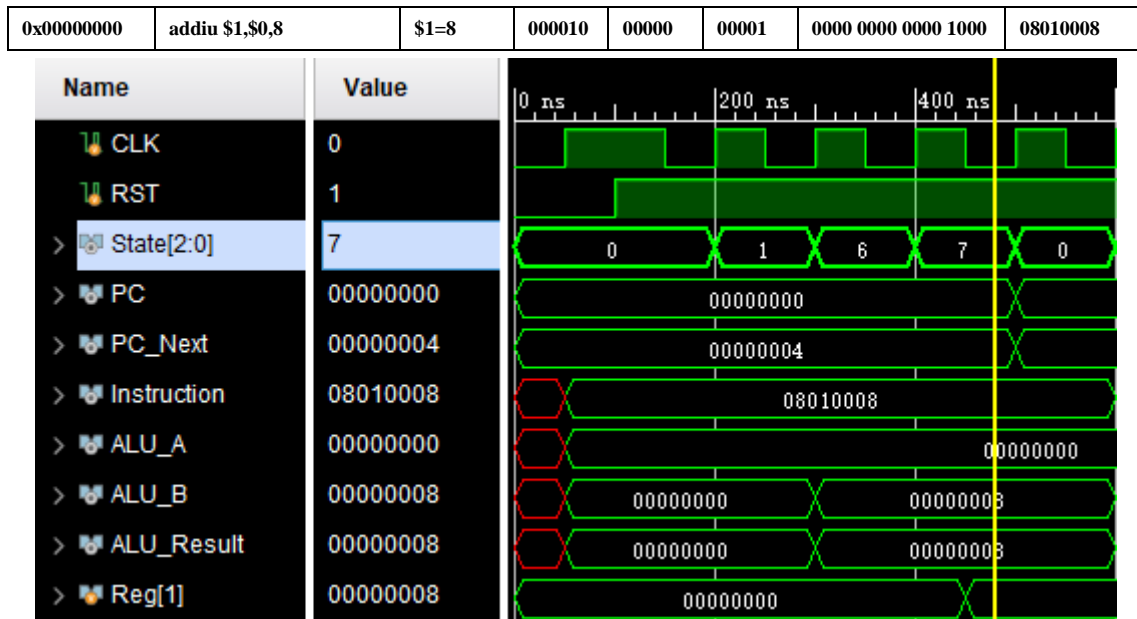 0x00000000 addiu $1,$0,8 $1=8 000010 00000 00001 0000 0000 0000 1000 08010008
Name Value 0 ns 200 ns 400 ns
CLK 0
RST 1
> State[2:0] 7 0 1 6 7 0
> PC 00000000 00000000
> PC_Next 00000004 00000004
> Instruction 08010008 08010008
> ALU_A 00000000 00000000
> ALU_B 00000008 00000000 00000008
> ALU_Result 00000008 00000000 00000008
> Reg[1] 00000008 00000000